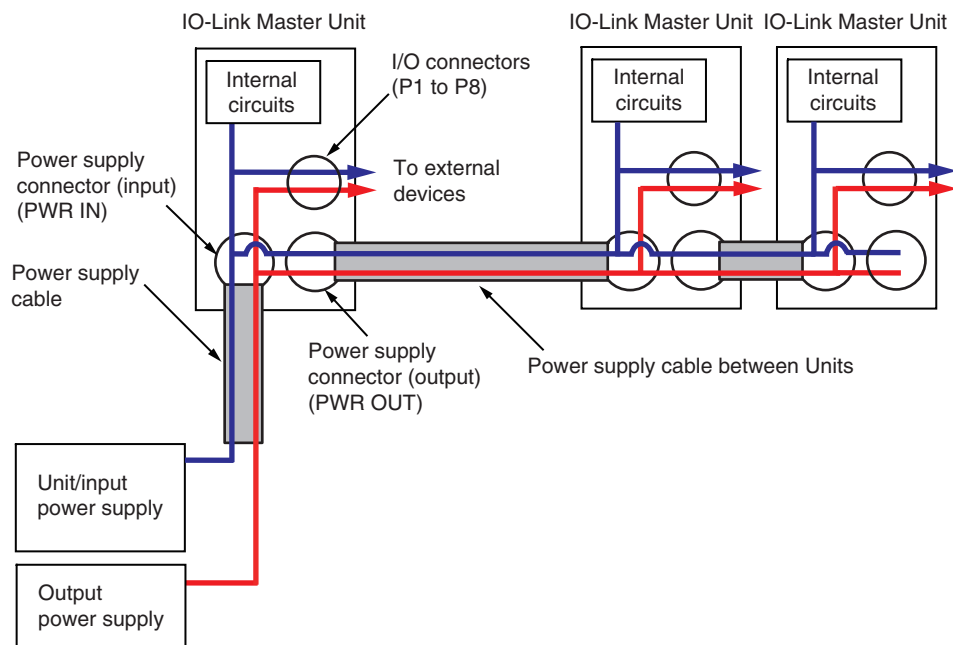 IO-Link Master Unit
IO-Link Master Unit
IO-Link Master Unit
Internal
circuits
I/O connectors
(P1 to P8)
Internal
circuits
Internal
circuits
Power supply
connector (input)
(PWR IN)
To external
devices
Power supply
cable
Power supply
connector (output)
(PWR OUT)
Power supply cable between Units
Unit/input
power supply
Output
power supply